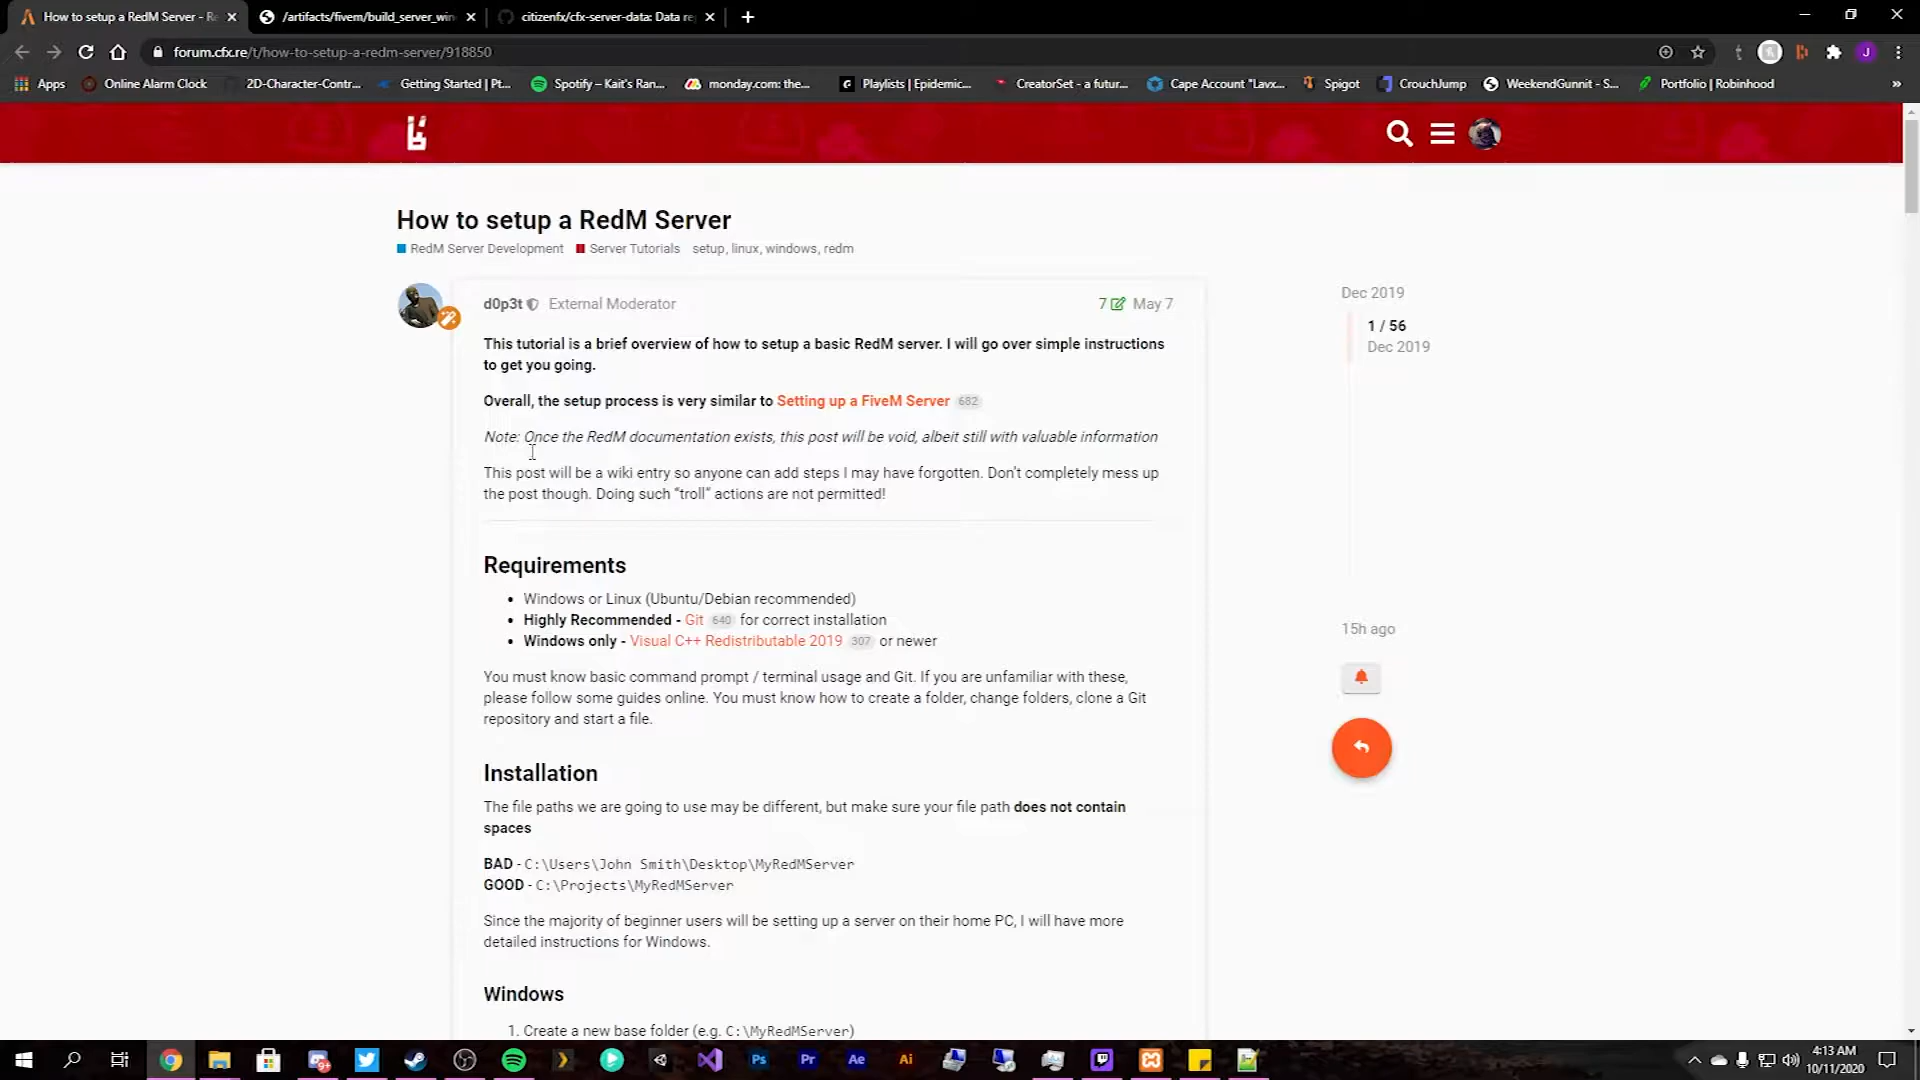 How to setup a RedM Server - Re
/artifacts/fivem/build_server_win
citizenfx/cfx-server-data: Data re
forum.cfx.re/t/how-to-setup-a-redm-server/918850
J
Apps
Online Alarm Clock
2D-Character-Contr...
Getting Started | Pt...
Spotify – Kait's Ran...
monday.com: the...
Playlists | Epidemic...
CreatorSet - a futur...
Cape Account "Lavx...
Spigot
CrouchJump
WeekendGunnit - S...
Portfolio | Robinhood
»
How to setup a RedM Server
RedM Server Development Server Tutorials setup, linux, windows, redm
d0p3t External Moderator
7 May 7
This tutorial is a brief overview of how to setup a basic RedM server. I will go over simple instructions
to get you going.
Overall, the setup process is very similar to Setting up a FiveM Server 682
Note: Once the RedM documentation exists, this post will be void, albeit still with valuable information
This post will be a wiki entry so anyone can add steps I may have forgotten. Don't completely mess up
the post though. Doing such “troll” actions are not permitted!
Requirements
• Windows or Linux (Ubuntu/Debian recommended)
• Highly Recommended - Git 640 for correct installation
• Windows only - Visual C++ Redistributable 2019 307 or newer
You must know basic command prompt / terminal usage and Git. If you are unfamiliar with these,
please follow some guides online. You must know how to create a folder, change folders, clone a Git
repository and start a file.
Installation
The file paths we are going to use may be different, but make sure your file path does not contain
spaces
BAD - C:\Users\John Smith\Desktop\MyRedMServer
GOOD - C:\Projects\MyRedMServer
Since the majority of beginner users will be setting up a server on their home PC, I will have more
detailed instructions for Windows.
Windows
1. Create a new base folder (e.g. C:\MyRedMServer)
Dec 2019
1 / 56
Dec 2019
15h ago
Ps
Pr
Ae
Ai
4:13 AM
10/11/2020